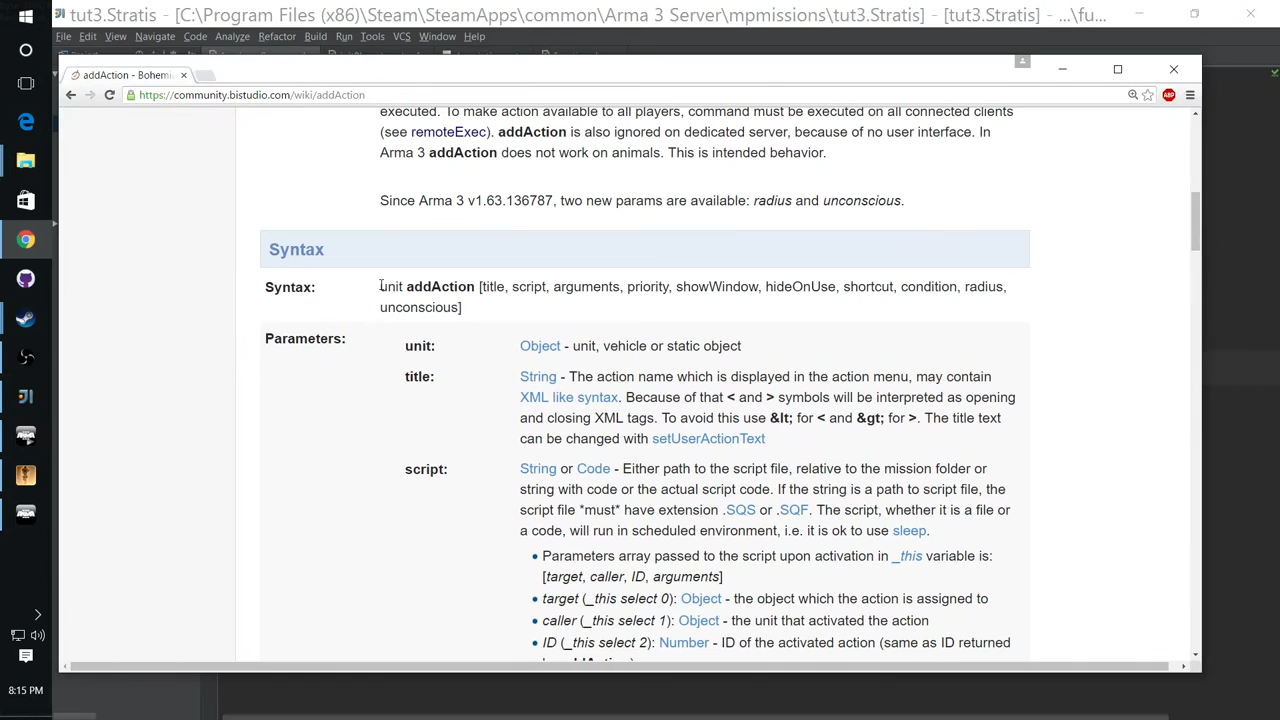 tut3.Stratis - [C:\Program Files (x86)\Steam\SteamApps\common\Arma 3 Server\mpmissions\tut3.Stratis] - [tut3.Stratis] - ...\fu...
File Edit View Navigate Code Analyze Refactor Build Run Tools VCS Window Help
addAction - Bohemi
https://community.bistudio.com/wiki/addAction
executed. To make action available to all players, command must be executed on all connected clients
(see remoteExec). addAction is also ignored on dedicated server, because of no user interface. In
Arma 3 addAction does not work on animals. This is intended behavior.
Since Arma 3 v1.63.136787, two new params are available: radius and unconscious.
Syntax
Syntax: unit addAction [title, script, arguments, priority, showWindow, hideOnUse, shortcut, condition, radius,
unconscious]
Parameters:
unit: Object - unit, vehicle or static object
title: String - The action name which is displayed in the action menu, may contain
XML like syntax. Because of that < and > symbols will be interpreted as opening
and closing XML tags. To avoid this use &lt; for < and &gt; for >. The title text
can be changed with setUserActionText
script: String or Code - Either path to the script file, relative to the mission folder or
string with code or the actual script code. If the string is a path to script file, the
script file *must* have extension .SQS or .SQF. The script, whether it is a file or
a code, will run in scheduled environment, i.e. it is ok to use sleep.
• Parameters array passed to the script upon activation in _this variable is:
[target, caller, ID, arguments]
• target (_this select 0): Object - the object which the action is assigned to
• caller (_this select 1): Object - the unit that activated the action
• ID (_this select 2): Number - ID of the activated action (same as ID returned
ABP
8:15 PM